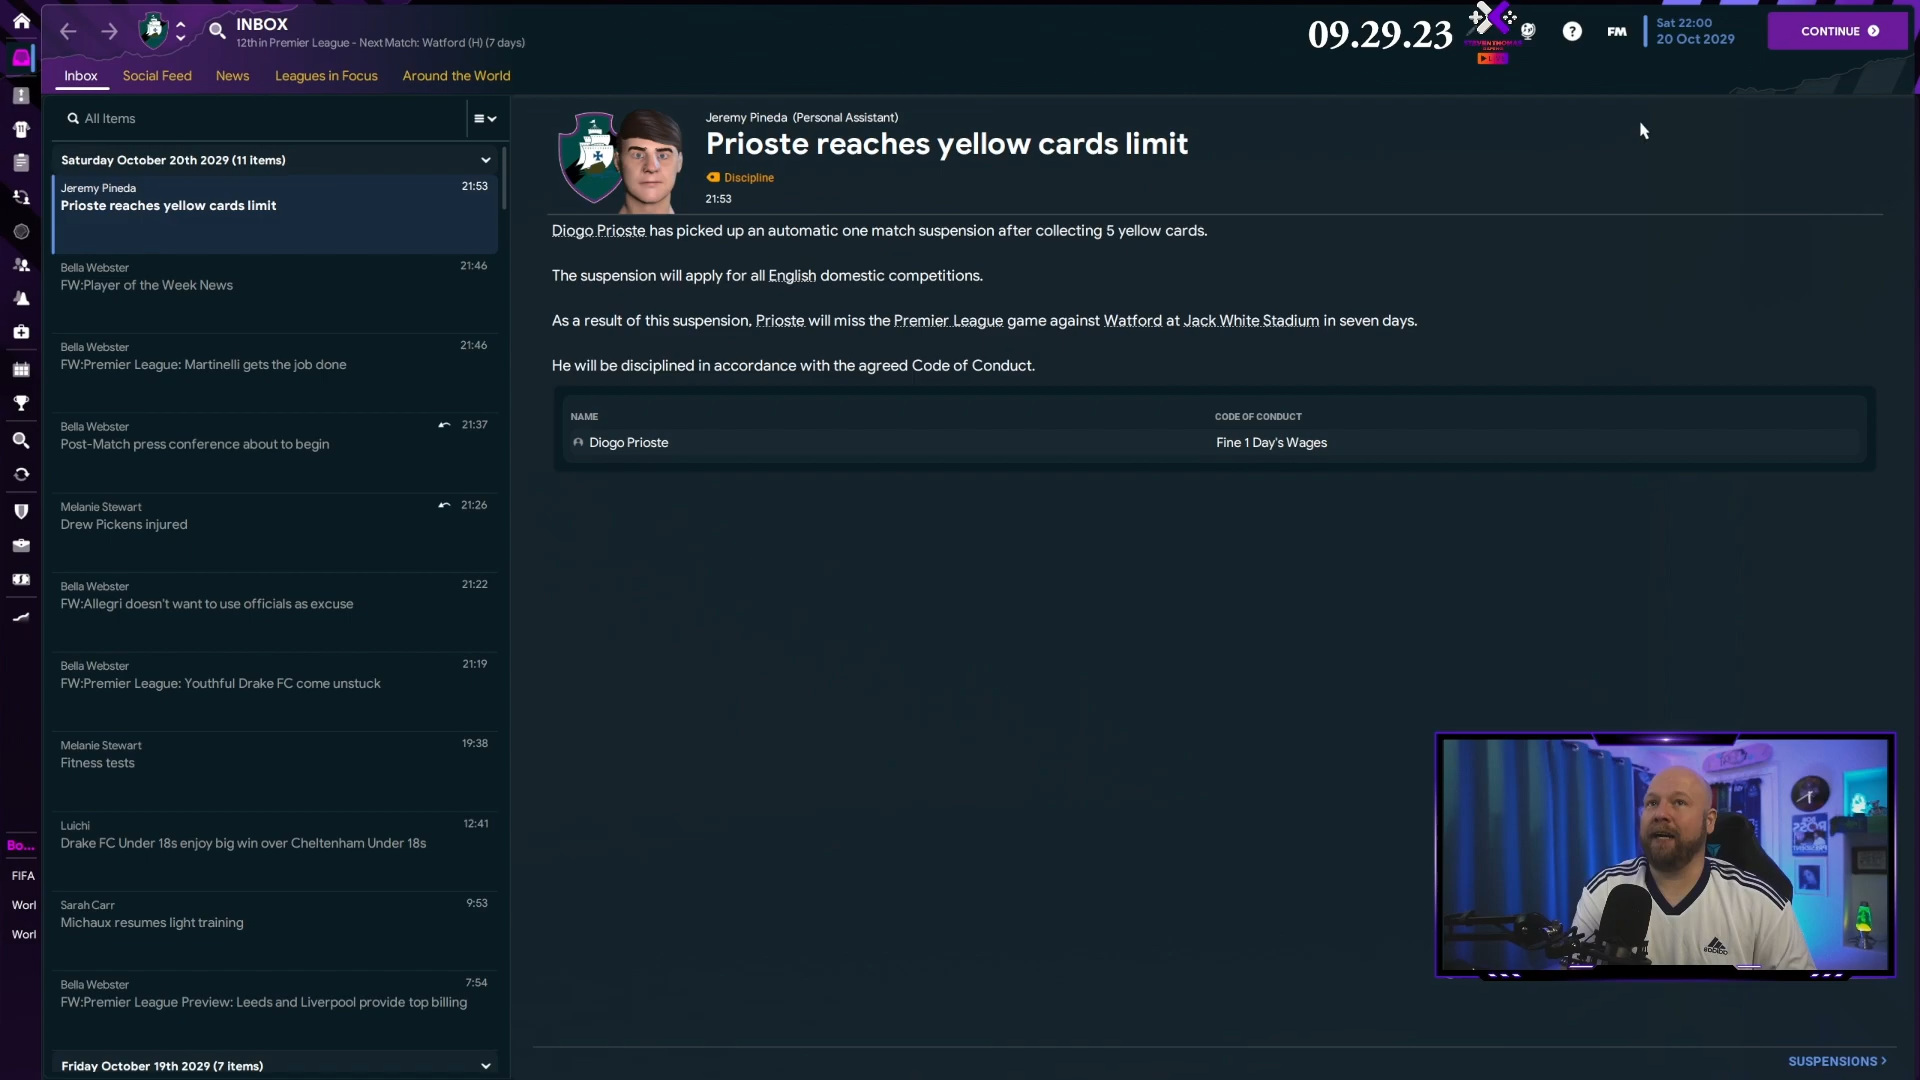 INBOX
12th in Premier League - Next Match: Watford (H) (7 days)
09.29.23
FM
Sat 22:00
20 Oct 2029
CONTINUE
Inbox
Social Feed
News
Leagues in Focus
Around the World
All Items
Saturday October 20th 2029 (11 items)
Jeremy Pineda
21:53
Prioste reaches yellow cards limit
Bella Webster
21:46
FW:Player of the Week News
Bella Webster
21:46
FW:Premier League: Martinelli gets the job done
Bella Webster
21:37
Post-Match press conference about to begin
Melanie Stewart
21:26
Drew Pickens injured
Bella Webster
21:22
FW:Allegri doesn't want to use officials as excuse
Bella Webster
21:19
FW:Premier League: Youthful Drake FC come unstuck
Melanie Stewart
19:38
Fitness tests
Luichi
12:41
Drake FC Under 18s enjoy big win over Cheltenham Under 18s
Sarah Carr
9:53
Michaux resumes light training
Bella Webster
7:54
FW:Premier League Preview: Leeds and Liverpool provide top billing
Friday October 19th 2029 (7 items)
Bo...
FIFA
Worl
Worl
Jeremy Pineda (Personal Assistant)
Prioste reaches yellow cards limit
Discipline
21:53
Diogo Prioste has picked up an automatic one match suspension after collecting 5 yellow cards.
The suspension will apply for all English domestic competitions.
As a result of this suspension, Prioste will miss the Premier League game against Watford at Jack White Stadium in seven days.
He will be disciplined in accordance with the agreed Code of Conduct.
NAME
CODE OF CONDUCT
Diogo Prioste
Fine 1 Day's Wages
adidas
SUSPENSIONS